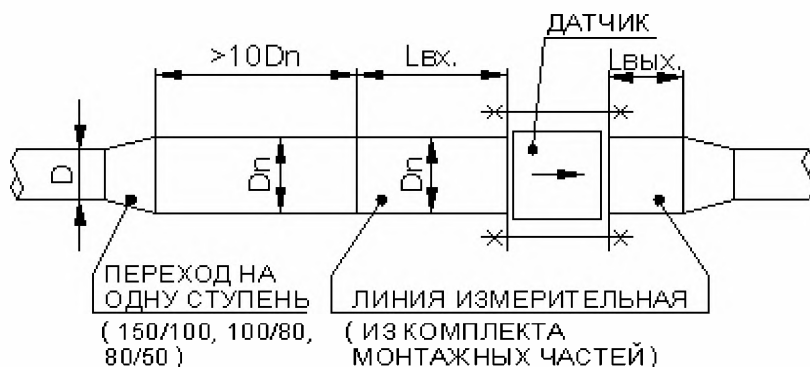 ДАТЧИК
>10Dn
Lвх.
Lвых.
D
Dn
Dn
ПЕРЕХОД НА
ОДНУ СТУПЕНЬ
( 150/100, 100/80,
80/50 )
ЛИНИЯ ИЗМЕРИТЕЛЬНАЯ
( ИЗ КОМПЛЕКТА
МОНТАЖНЫХ ЧАСТЕЙ )